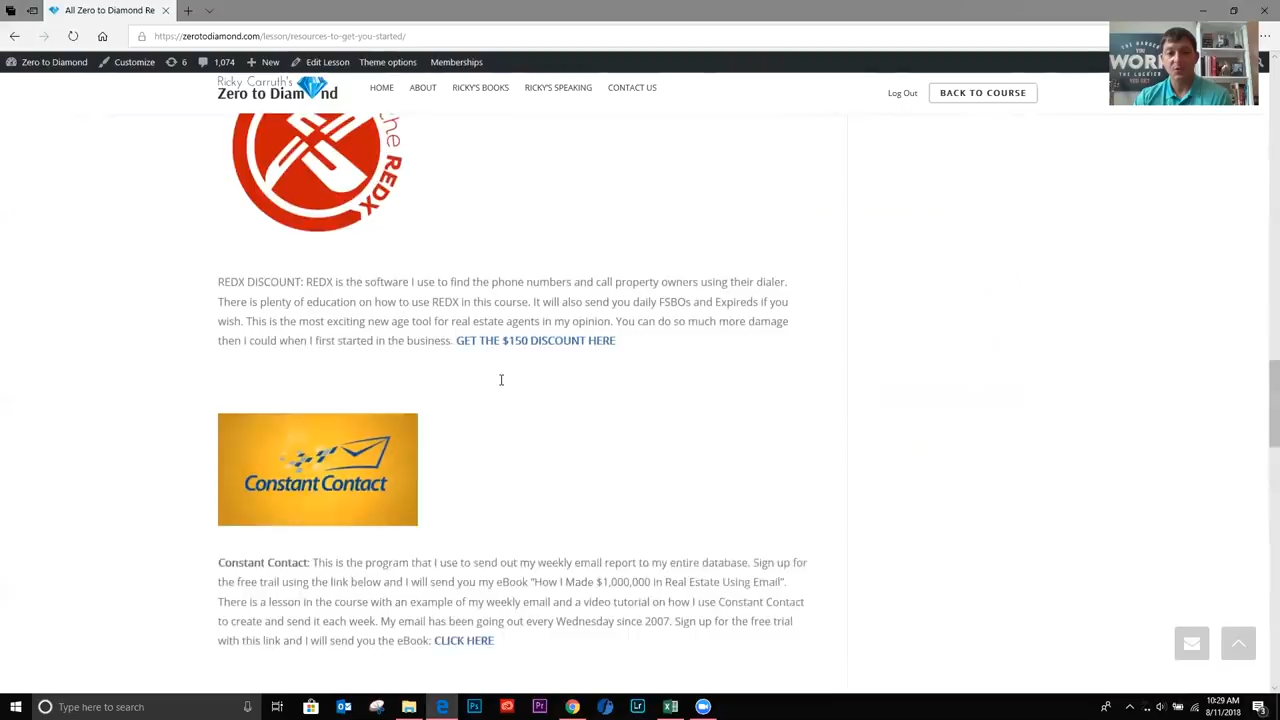 All Zero to Diamond Re
https://zerotodiamond.com/lesson/resources-to-get-you-started/
Zero to Diamond
Customize
6
1,074
New
Edit Lesson
Theme options
Memberships
THE HARDER
YOU
WORK
THE LUCKIER
YOU GET
Ricky Carruth's
Zero to Diam nd
HOME
ABOUT
RICKY'S BOOKS
RICKY'S SPEAKING
CONTACT US
Log Out
BACK TO COURSE
the REDX
REDX DISCOUNT: REDX is the software I use to find the phone numbers and call property owners using their dialer.
There is plenty of education on how to use REDX in this course. It will also send you daily FSBOs and Expireds if you
wish. This is the most exciting new age tool for real estate agents in my opinion. You can do so much more damage
then I could when I first started in the business. GET THE $150 DISCOUNT HERE
Constant Contact
Constant Contact: This is the program that I use to send out my weekly email report to my entire database. Sign up for
the free trail using the link below and I will send you my eBook "How I Made $1,000,000 in Real Estate Using Email".
There is a lesson in the course with an example of my weekly email and a video tutorial on how I use Constant Contact
to create and send it each week. My email has been going out every Wednesday since 2007. Sign up for the free trial
with this link and I will send you the eBook: CLICK HERE
Type here to search
10:29 AM
8/11/2018
3